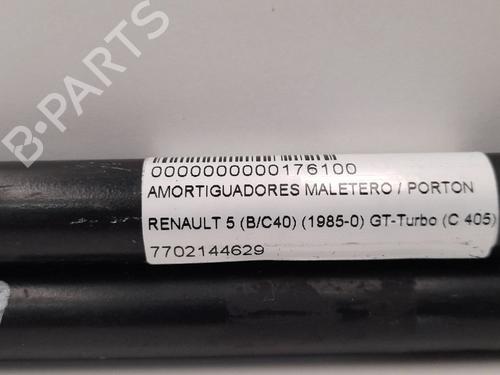 B-PARTS
0000000000176100
AMORTIGUADORES MALETERO / PORTON
RENAULT 5 (B/C40) (1985-0) GT-Turbo (C 405)
7702144629